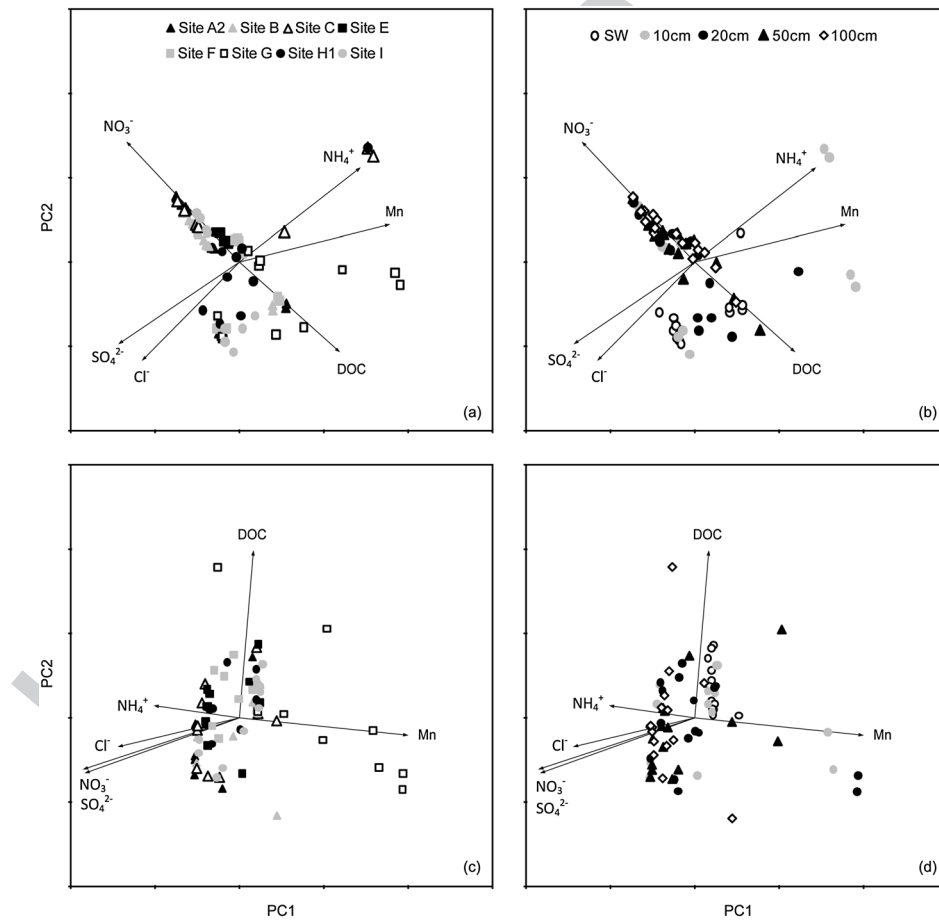 Site A2 Site B Site C Site E
Site F Site G Site H1 Site I
NO₃⁻
NH₄⁺
Mn
PC2
SO₄²⁻
Cl⁻
DOC
(a)
SW 10cm 20cm 50cm 100cm
NO₃⁻
NH₄⁺
Mn
SO₄²⁻
Cl⁻
DOC
(b)
DOC
PC2
NH₄⁺
Cl⁻
Mn
NO₃⁻
SO₄²⁻
(c)
PC1
DOC
NH₄⁺
Cl⁻
Mn
NO₃⁻
SO₄²⁻
(d)
PC1